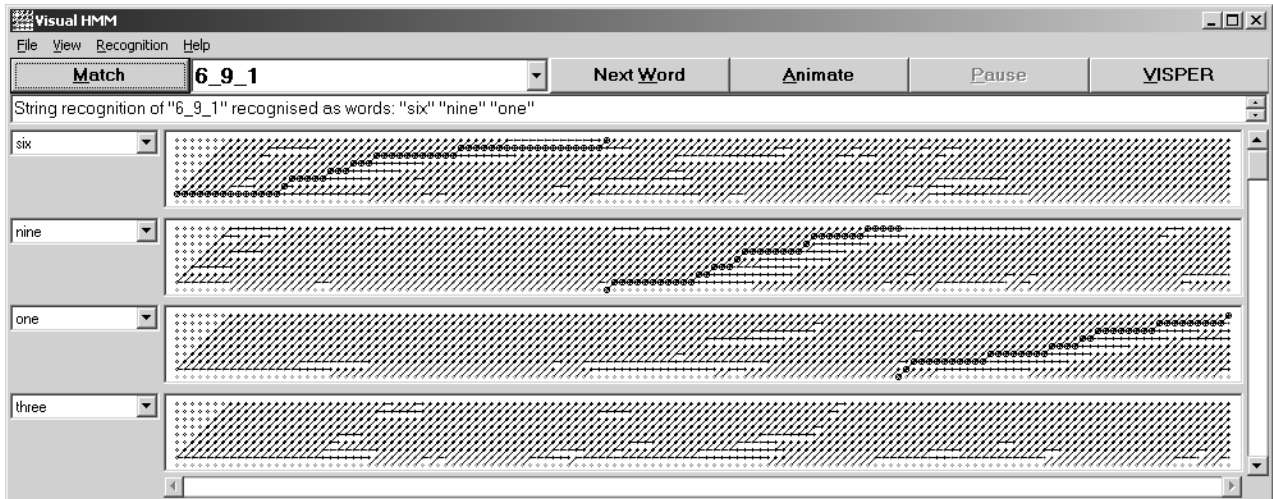 Visual HMM
File View Recognition Help
Match 6_9_1 Next Word Animate Pause VISPER
String recognition of "6_9_1" recognised as words: "six" "nine" "one"
six
nine
one
three